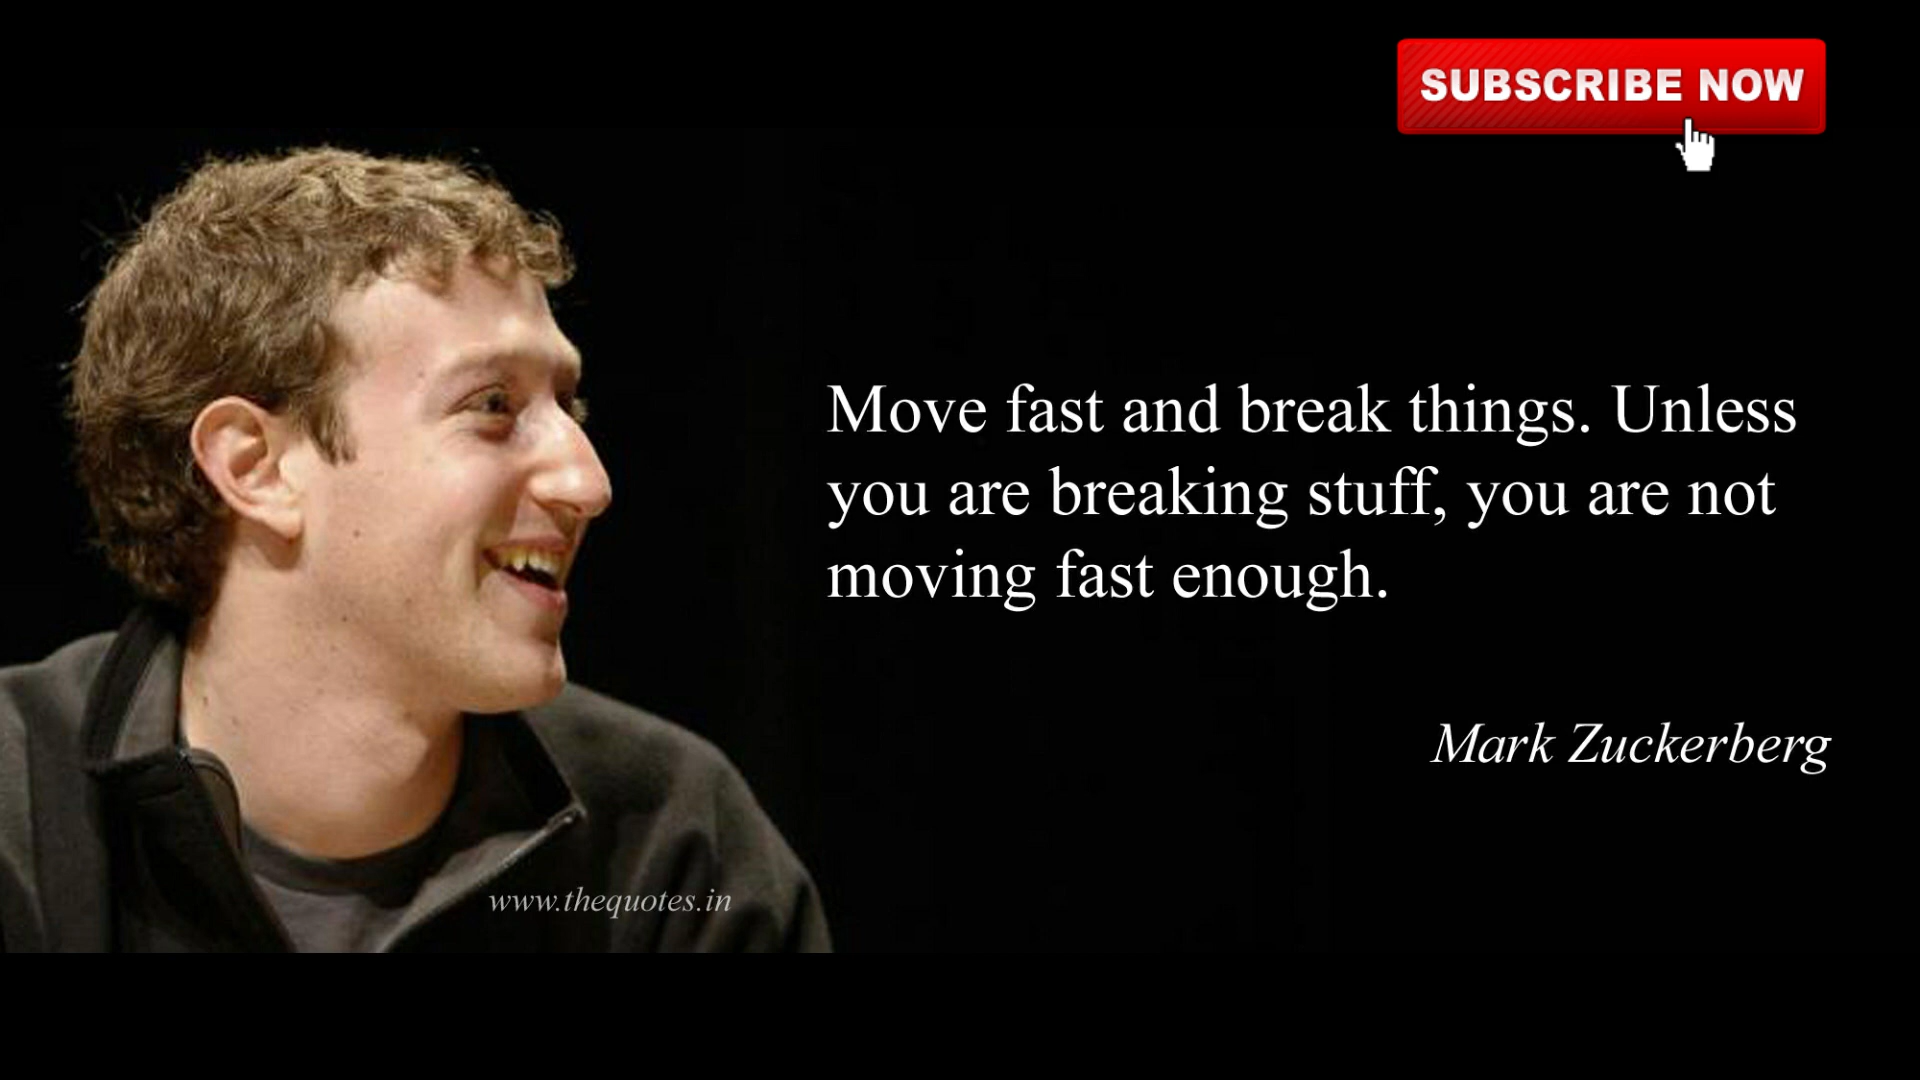 SUBSCRIBE NOW
Move fast and break things. Unless
you are breaking stuff, you are not
moving fast enough.
Mark Zuckerberg
www.thequotes.in